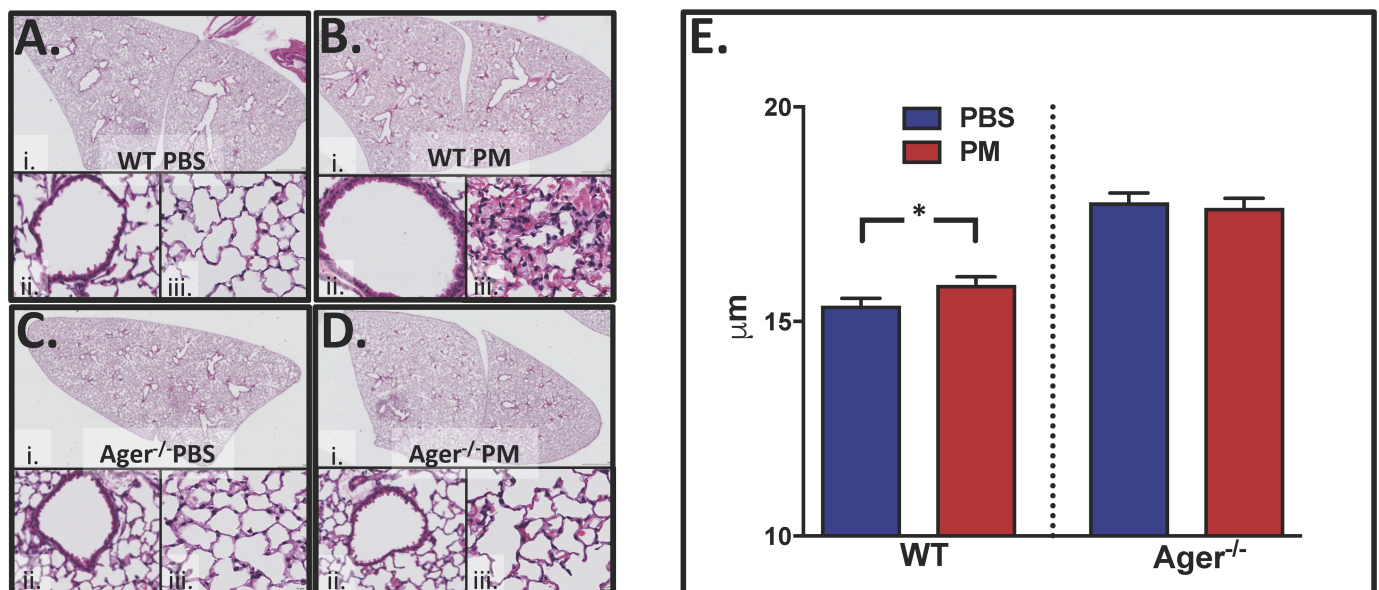 A.
i.
WT PBS
ii.
iii.
B.
i.
WT PM
ii.
iii.
C.
i.
Ager-/-PBS
ii.
iii.
D.
i.
Ager-/-PM
ii.
iii.
E.
20
PBS
PM
*
μm
15
10
WT
Ager-/-